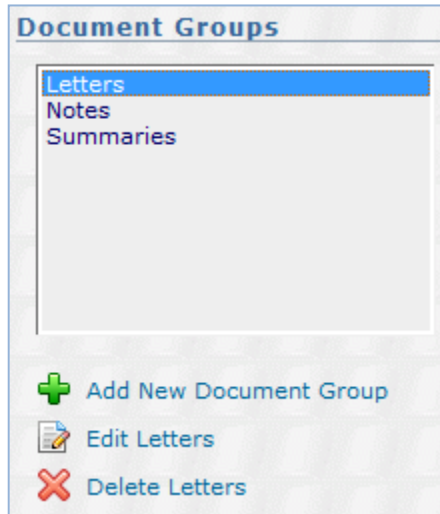 Document Groups
Letters
Notes
Summaries
Add New Document Group
Edit Letters
Delete Letters